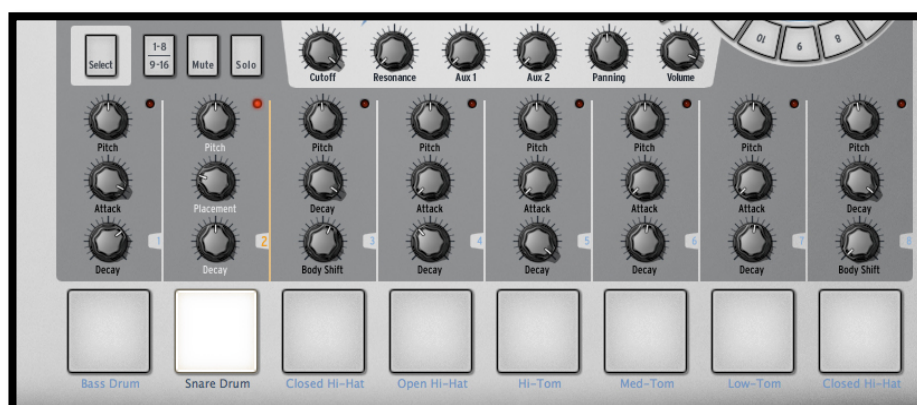 Select
1-8
9-16
Mute
Solo
Cutoff
Resonance
Aux 1
Aux 2
Panning
Volume
10
9
8
Pitch
Pitch
Pitch
Pitch
Pitch
Pitch
Pitch
Pitch
Attack
Placement
Decay
Attack
Attack
Attack
Attack
Decay
1
2
3
4
5
6
7
8
Decay
Decay
Body Shift
Decay
Decay
Decay
Decay
Body Shift
Bass Drum
Snare Drum
Closed Hi-Hat
Open Hi-Hat
Hi-Tom
Med-Tom
Low-Tom
Closed Hi-Hat